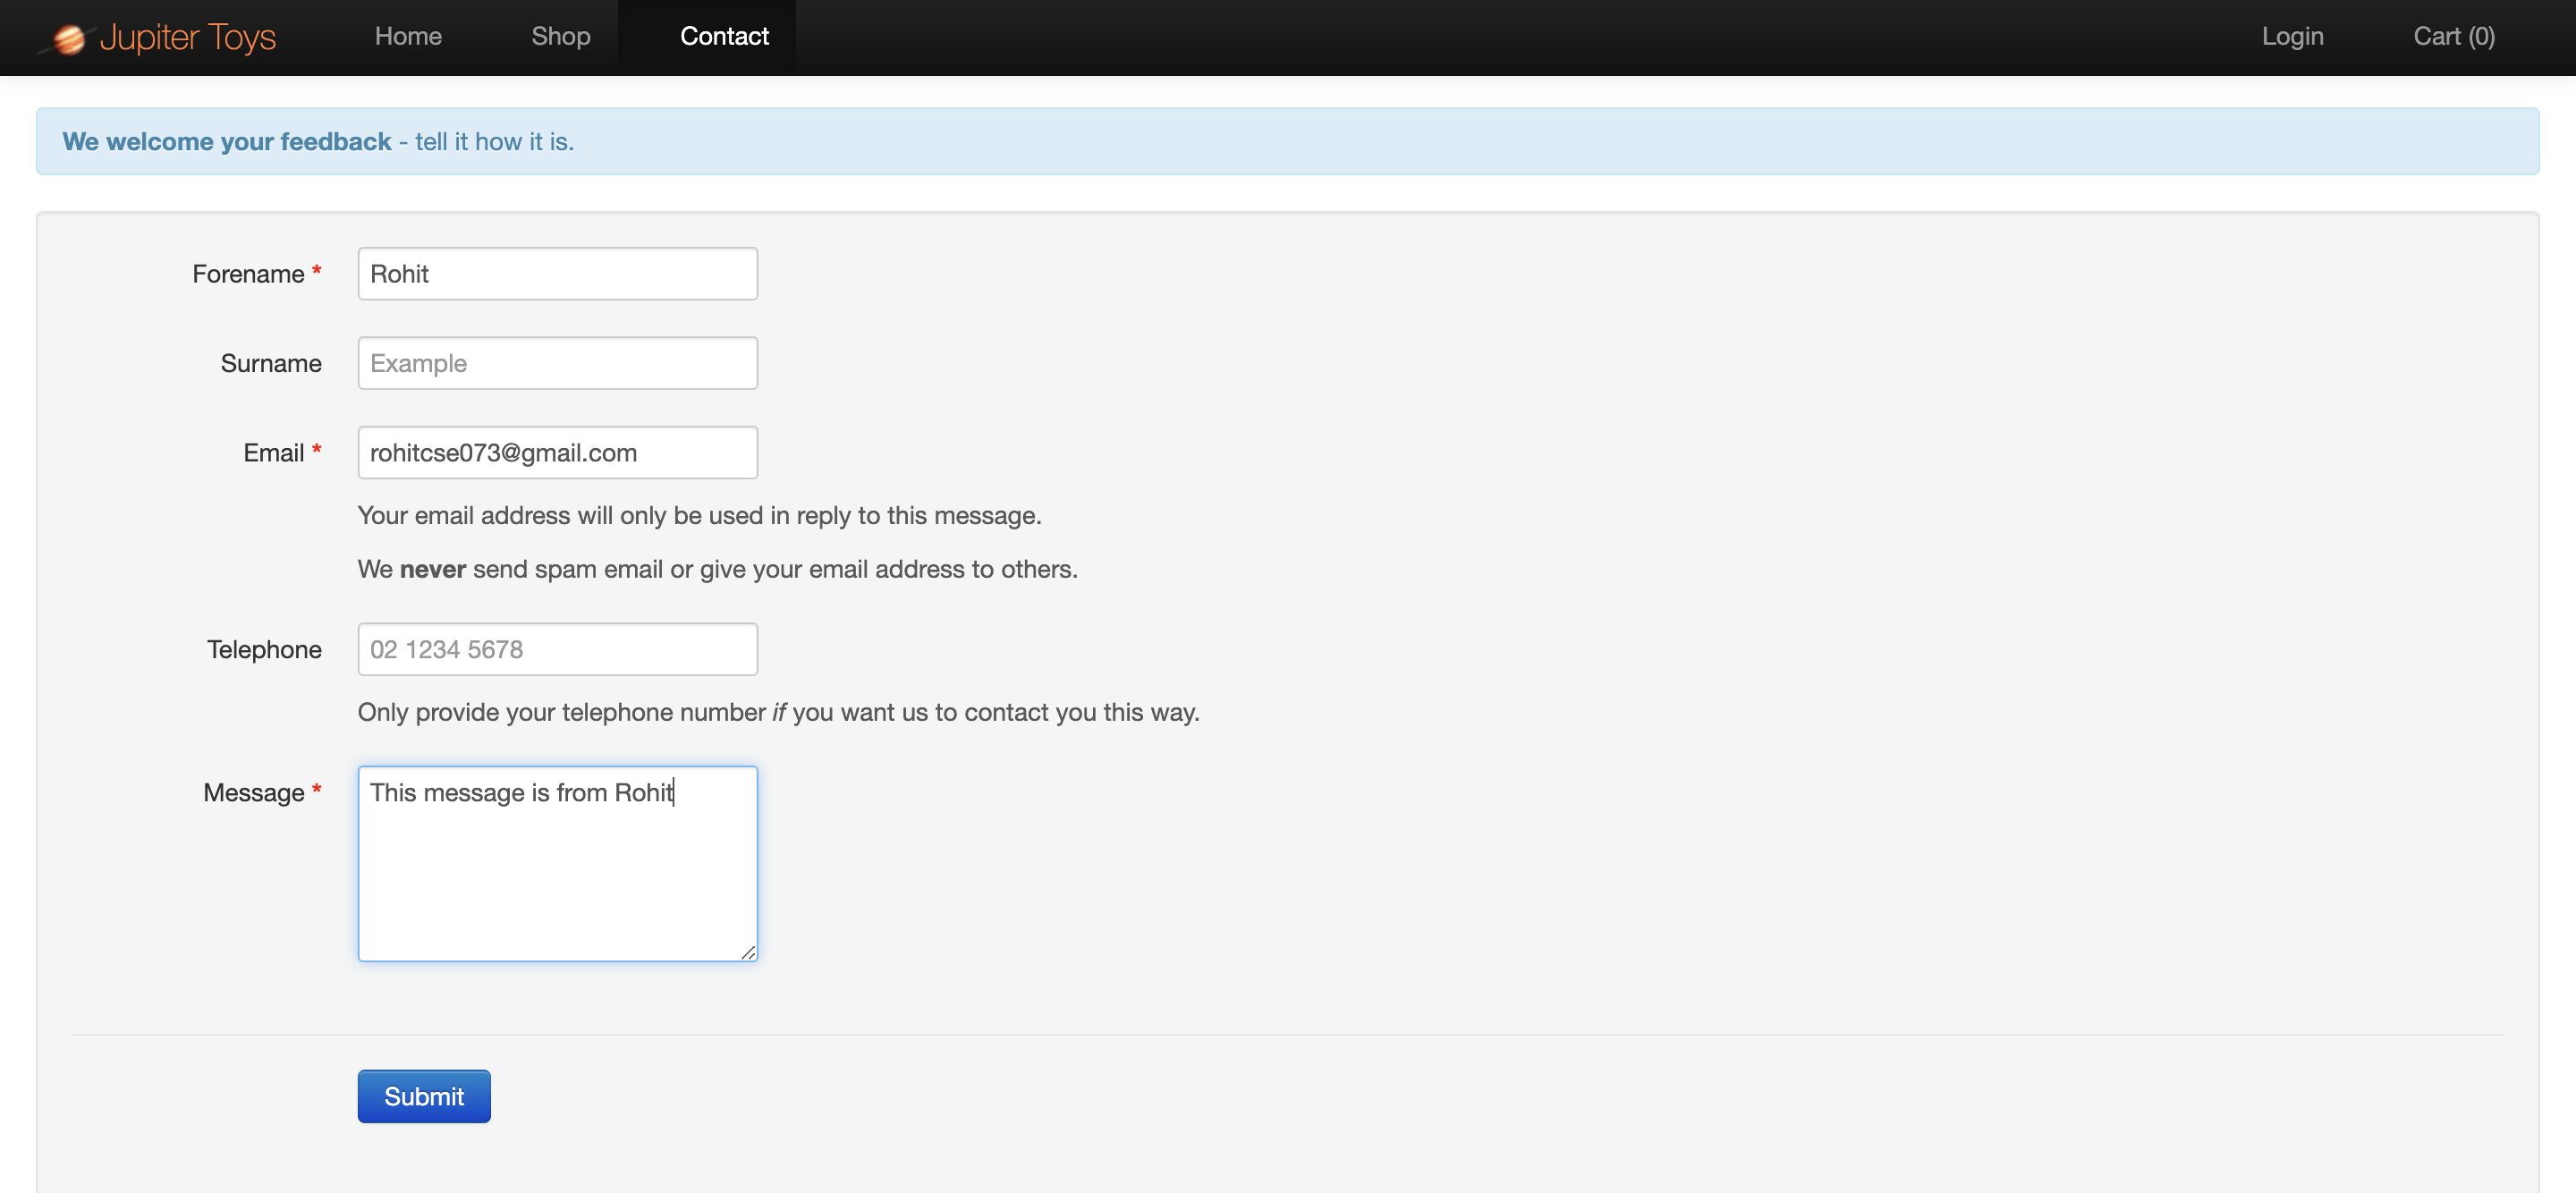 Jupiter Toys Home Shop Contact Login Cart (0)
We welcome your feedback - tell it how it is.
Forename * Rohit
Surname Example
Email * rohitcse073@gmail.com
Your email address will only be used in reply to this message.
We never send spam email or give your email address to others.
Telephone 02 1234 5678
Only provide your telephone number if you want us to contact you this way.
Message * This message is from Rohit
Submit